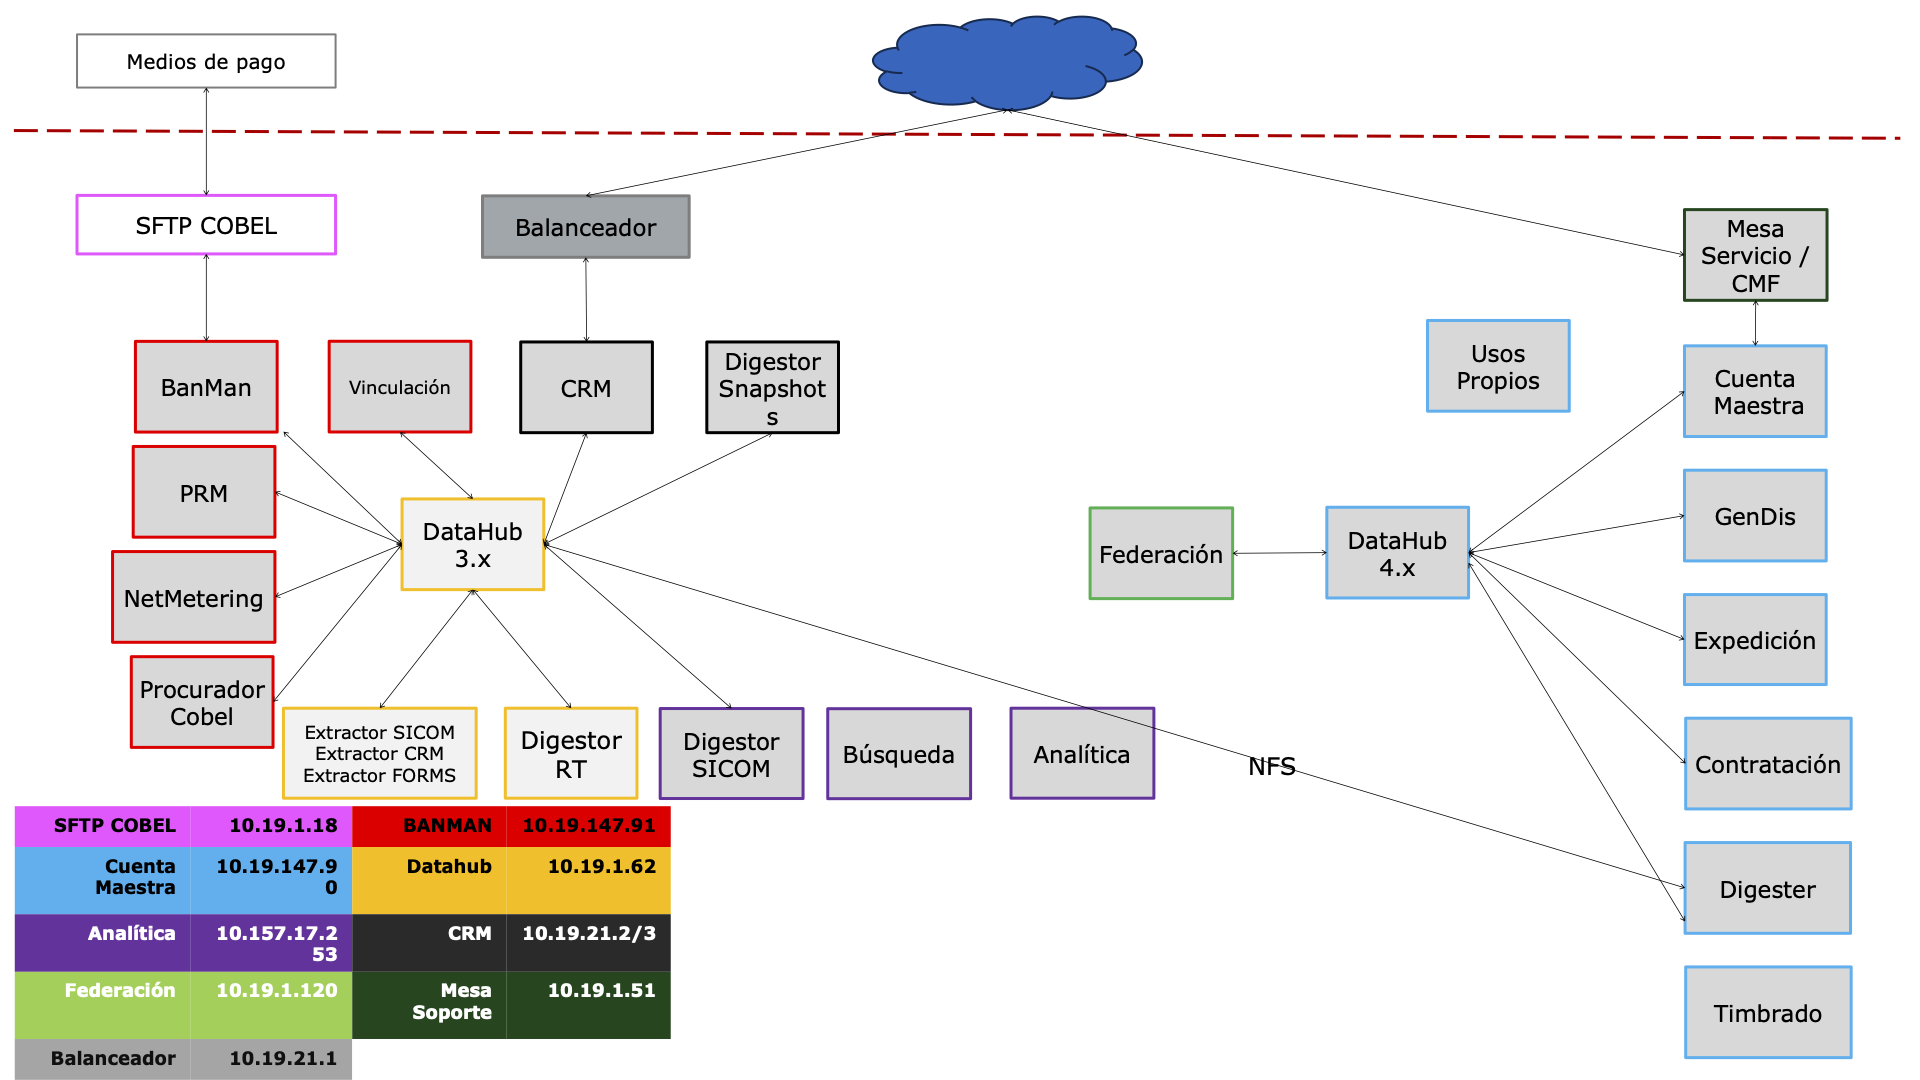 Medios de pago
SFTP COBEL
Balanceador
Mesa
Servicio /
CMF
BanMan
Vinculación
CRM
Digestor
Snapshot
s
Usos
Propios
Cuenta
Maestra
PRM
DataHub
3.x
Federación
DataHub
4.x
GenDis
NetMetering
Expedición
Procurador
Cobel
Extractor SICOM
Extractor CRM
Extractor FORMS
Digestor
RT
Digestor
SICOM
Búsqueda
Analítica
NFS
Contratación
Digester
Timbrado
SFTP COBEL 10.19.1.18 BANMAN 10.19.147.91
Cuenta 10.19.147.9 Datahub 10.19.1.62
Maestra 0
Analítica 10.157.17.2 CRM 10.19.21.2/3
53
Federación 10.19.1.120 Mesa 10.19.1.51
Soporte
Balanceador 10.19.21.1